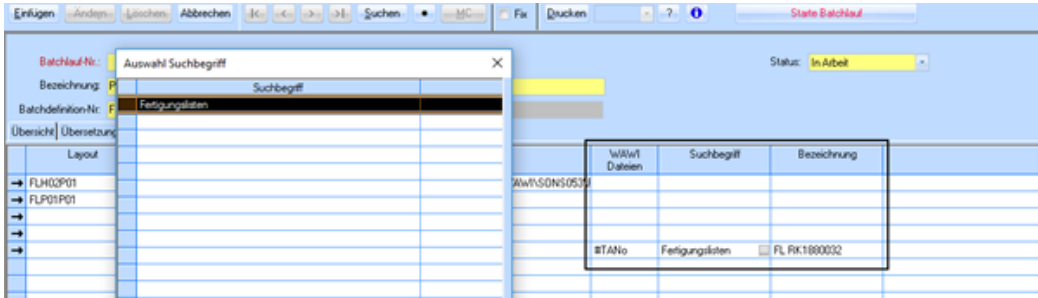 Einfügen Ändern Löschen Abbrechen |< < > >| Suchen MC Fix Drucken ? Starte Batchlauf
Batchlauf-Nr.:
Auswahl Suchbegriff
Status: In Arbeit
Bezeichnung: P
Suchbegriff
Batchdefinition-Nr: F
Fertigungslisten
Übersicht Übersetzung
Layout
WAWI Dateien
Suchbegriff
Bezeichnung
FLH02P01
FLP01P01
#TANo Fertigungslisten FL RK1880032